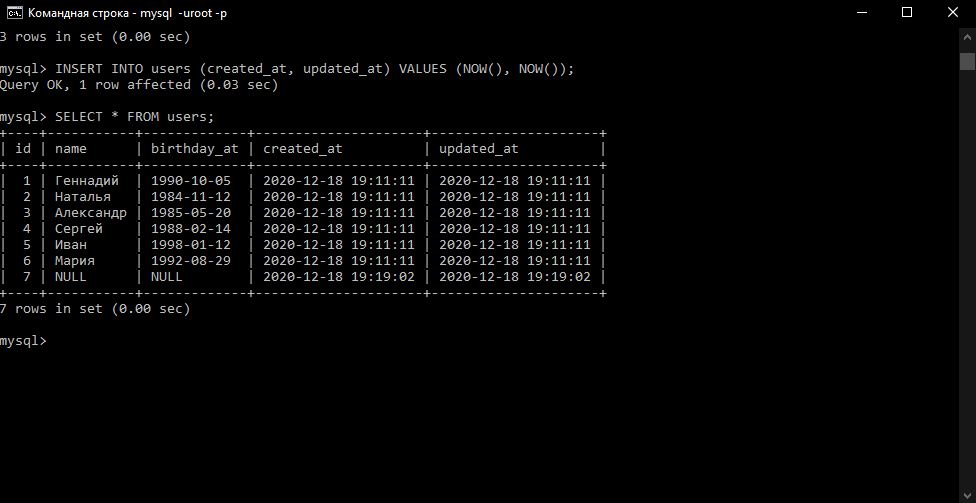 Командная строка - mysql  -uroot -p
3 rows in set (0.00 sec)
mysql> INSERT INTO users (created_at, updated_at) VALUES (NOW(), NOW());
Query OK, 1 row affected (0.03 sec)
mysql> SELECT * FROM users;
+----+-----------+-------------+---------------------+---------------------+
| id | name      | birthday_at | created_at          | updated_at          |
+----+-----------+-------------+---------------------+---------------------+
|  1 | Геннадий  | 1990-10-05  | 2020-12-18 19:11:11 | 2020-12-18 19:11:11 |
|  2 | Наталья   | 1984-11-12  | 2020-12-18 19:11:11 | 2020-12-18 19:11:11 |
|  3 | Александр | 1985-05-20  | 2020-12-18 19:11:11 | 2020-12-18 19:11:11 |
|  4 | Сергей    | 1988-02-14  | 2020-12-18 19:11:11 | 2020-12-18 19:11:11 |
|  5 | Иван      | 1998-01-12  | 2020-12-18 19:11:11 | 2020-12-18 19:11:11 |
|  6 | Мария     | 1992-08-29  | 2020-12-18 19:11:11 | 2020-12-18 19:11:11 |
|  7 | NULL      | NULL        | 2020-12-18 19:19:02 | 2020-12-18 19:19:02 |
+----+-----------+-------------+---------------------+---------------------+
7 rows in set (0.00 sec)
mysql>